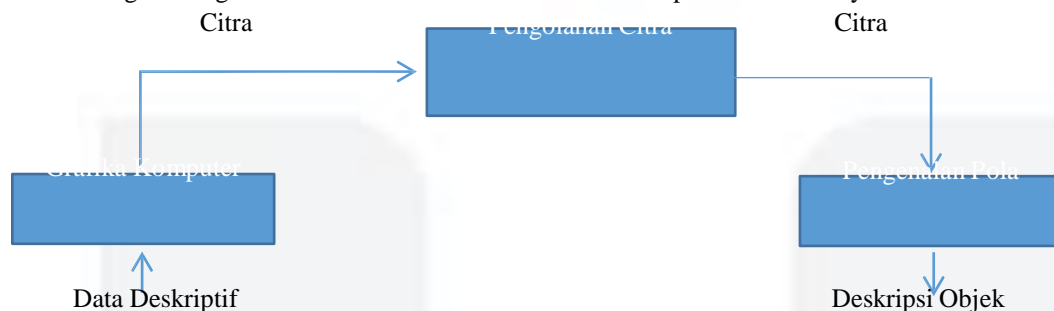 Citra
Citra
Pengolahan Citra
Grafika Komputer
Pengenalan Pola
Data Deskriptif
Deskripsi Objek